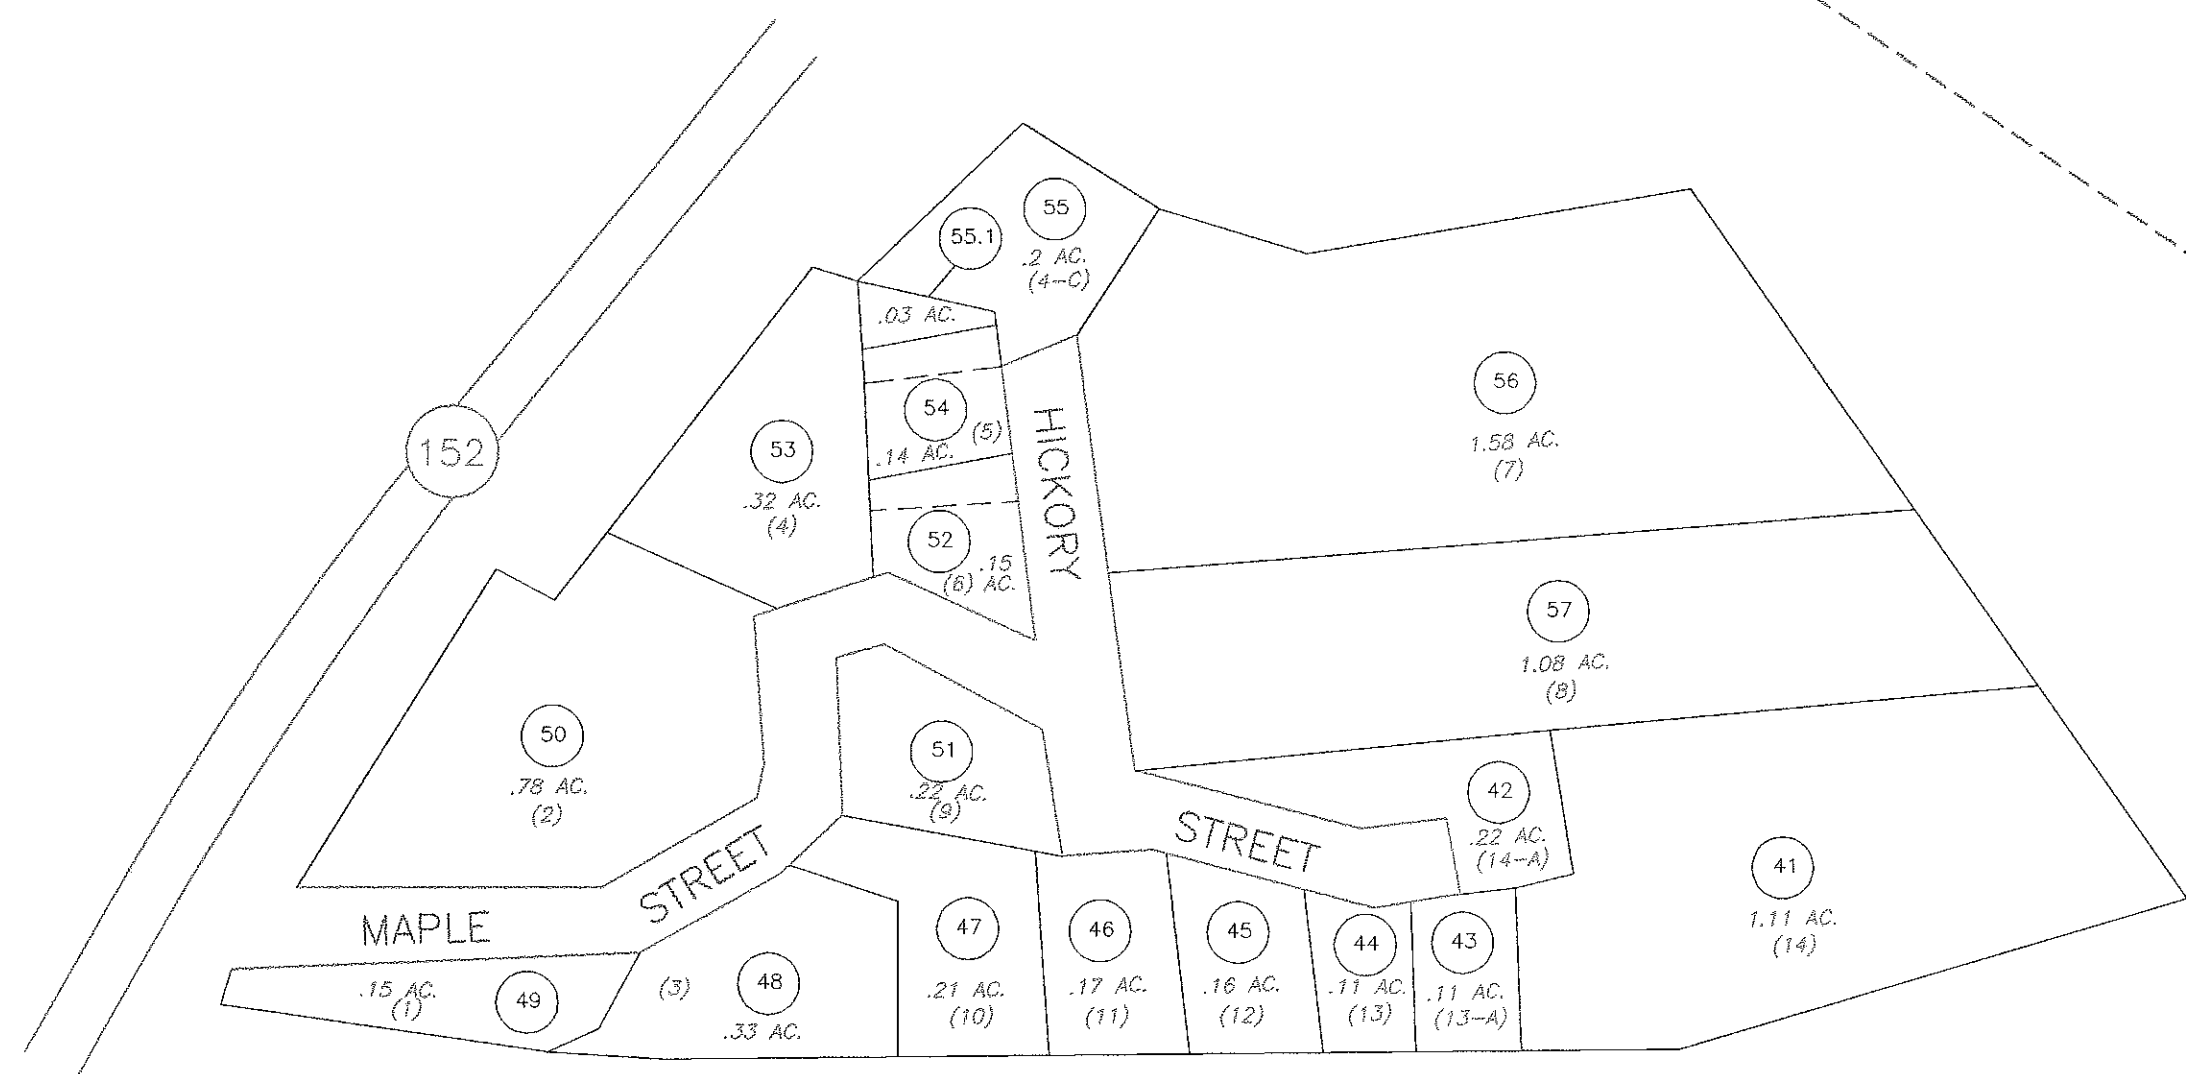 55
.2 AC.
(4-C)
55.1
.03 AC.
56
1.58 AC.
(7)
54
(5)
.14 AC.
53
.32 AC.
(4)
152
HICKORY
52
.15
(6) AC.
57
1.08 AC.
(8)
50
.78 AC.
(2)
51
.22 AC.
(9)
42
.22 AC.
(14-A)
STREET
STREET
MAPLE
41
1.11 AC.
(14)
49
.15 AC.
(1)
48
(3)
.33 AC.
47
.21 AC.
(10)
46
.17 AC.
(11)
45
.16 AC.
(12)
44
.11 AC.
(13)
43
.11 AC.
(13-A)